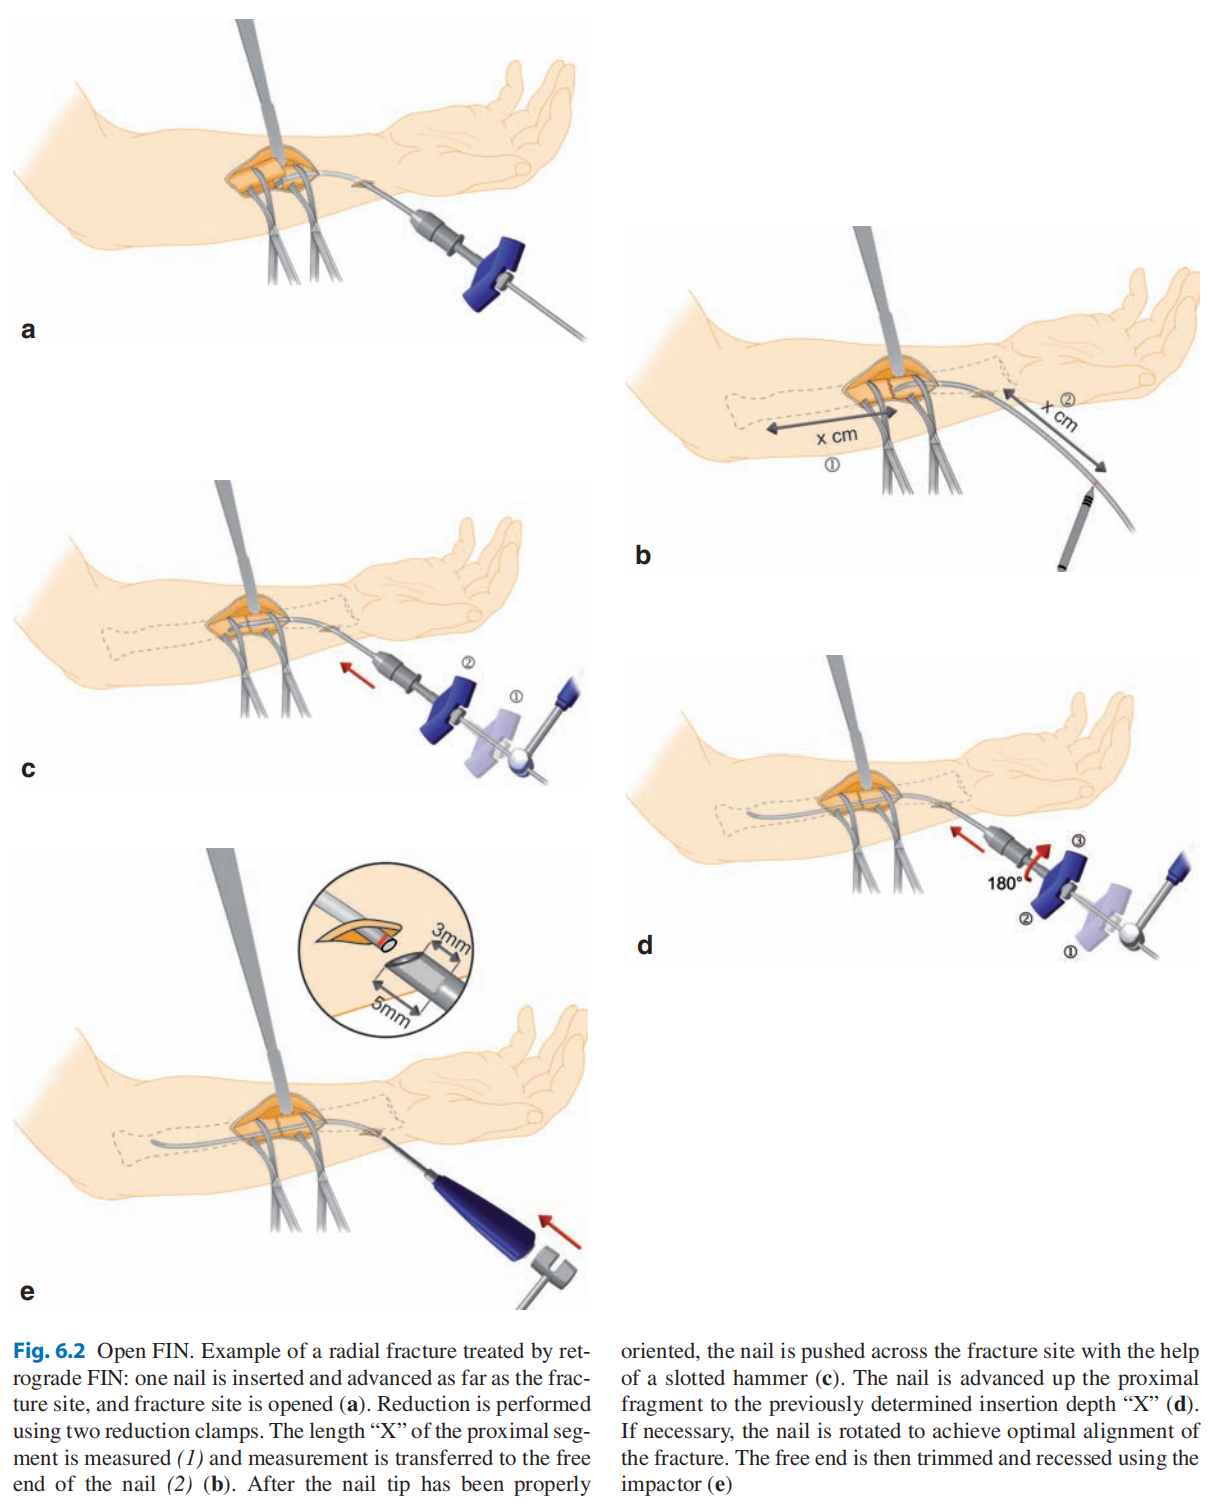 a
x cm
①
②
x cm
b
②
①
c
③
180°
②
①
d
3mm
5mm
e
Fig. 6.2 Open FIN. Example of a radial fracture treated by ret-
rograde FIN: one nail is inserted and advanced as far as the frac-
ture site, and fracture site is opened (a). Reduction is performed
using two reduction clamps. The length “X” of the proximal seg-
ment is measured (1) and measurement is transferred to the free
end of the nail (2) (b). After the nail tip has been properly
oriented, the nail is pushed across the fracture site with the help
of a slotted hammer (c). The nail is advanced up the proximal
fragment to the previously determined insertion depth “X” (d).
If necessary, the nail is rotated to achieve optimal alignment of
the fracture. The free end is then trimmed and recessed using the
impactor (e)